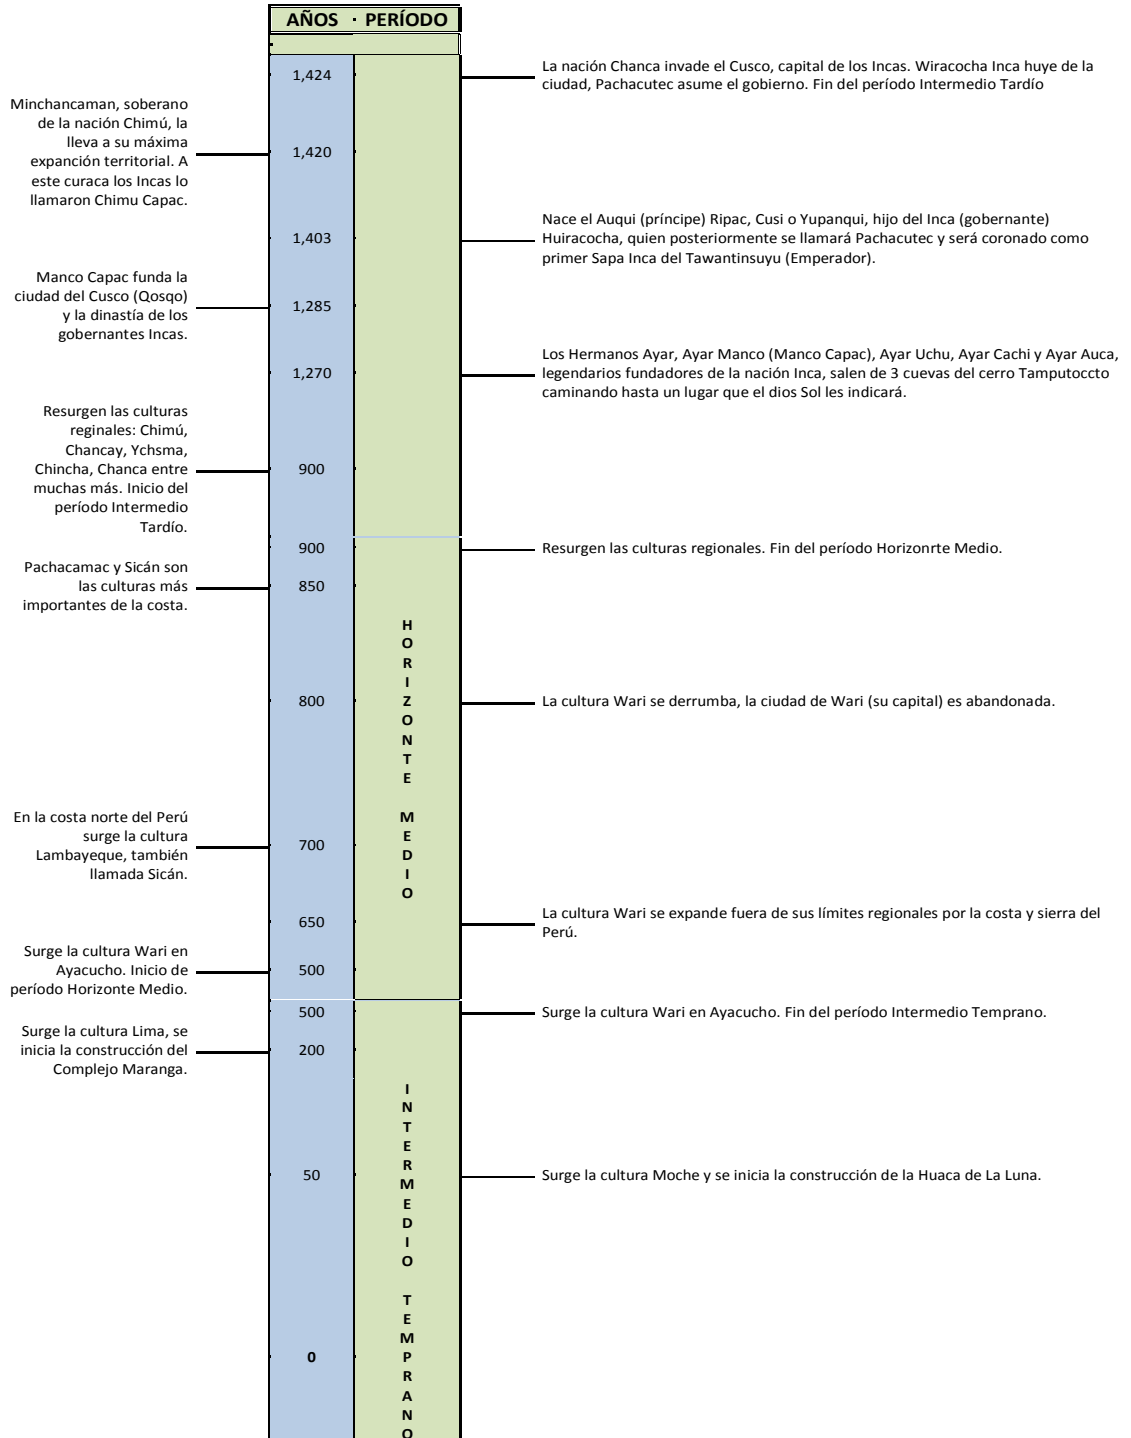 AÑOS · PERÍODO
1,424
La nación Chanca invade el Cusco, capital de los Incas. Wiracocha Inca huye de la
ciudad, Pachacutec asume el gobierno. Fin del período Intermedio Tardío
Minchancaman, soberano
de la nación Chimú, la
lleva a su máxima
expanción territorial. A
este curaca los Incas lo
llamaron Chimu Capac.
1,420
Nace el Auqui (príncipe) Ripac, Cusi o Yupanqui, hijo del Inca (gobernante)
Huiracocha, quien posteriormente se llamará Pachacutec y será coronado como
primer Sapa Inca del Tawantinsuyu (Emperador).
1,403
Manco Capac funda la
ciudad del Cusco (Qosqo)
y la dinastía de los
gobernantes Incas.
1,285
Los Hermanos Ayar, Ayar Manco (Manco Capac), Ayar Uchu, Ayar Cachi y Ayar Auca,
legendarios fundadores de la nación Inca, salen de 3 cuevas del cerro Tamputoccto
caminando hasta un lugar que el dios Sol les indicará.
1,270
Resurgen las culturas
reginales: Chimú,
Chancay, Ychsma,
Chincha, Chanca entre
muchas más. Inicio del
período Intermedio
Tardío.
900
900
Resurgen las culturas regionales. Fin del período Horizonrte Medio.
Pachacamac y Sicán son
las culturas más
importantes de la costa.
850
HORIZONTE MEDIO
800
La cultura Wari se derrumba, la ciudad de Wari (su capital) es abandonada.
En la costa norte del Perú
surge la cultura
Lambayeque, también
llamada Sicán.
700
650
La cultura Wari se expande fuera de sus límites regionales por la costa y sierra del
Perú.
Surge la cultura Wari en
Ayacucho. Inicio de
período Horizonte Medio.
500
500
Surge la cultura Wari en Ayacucho. Fin del período Intermedio Temprano.
Surge la cultura Lima, se
inicia la construcción del
Complejo Maranga.
200
INTERMEDIO TEMPRANO
50
Surge la cultura Moche y se inicia la construcción de la Huaca de La Luna.
0